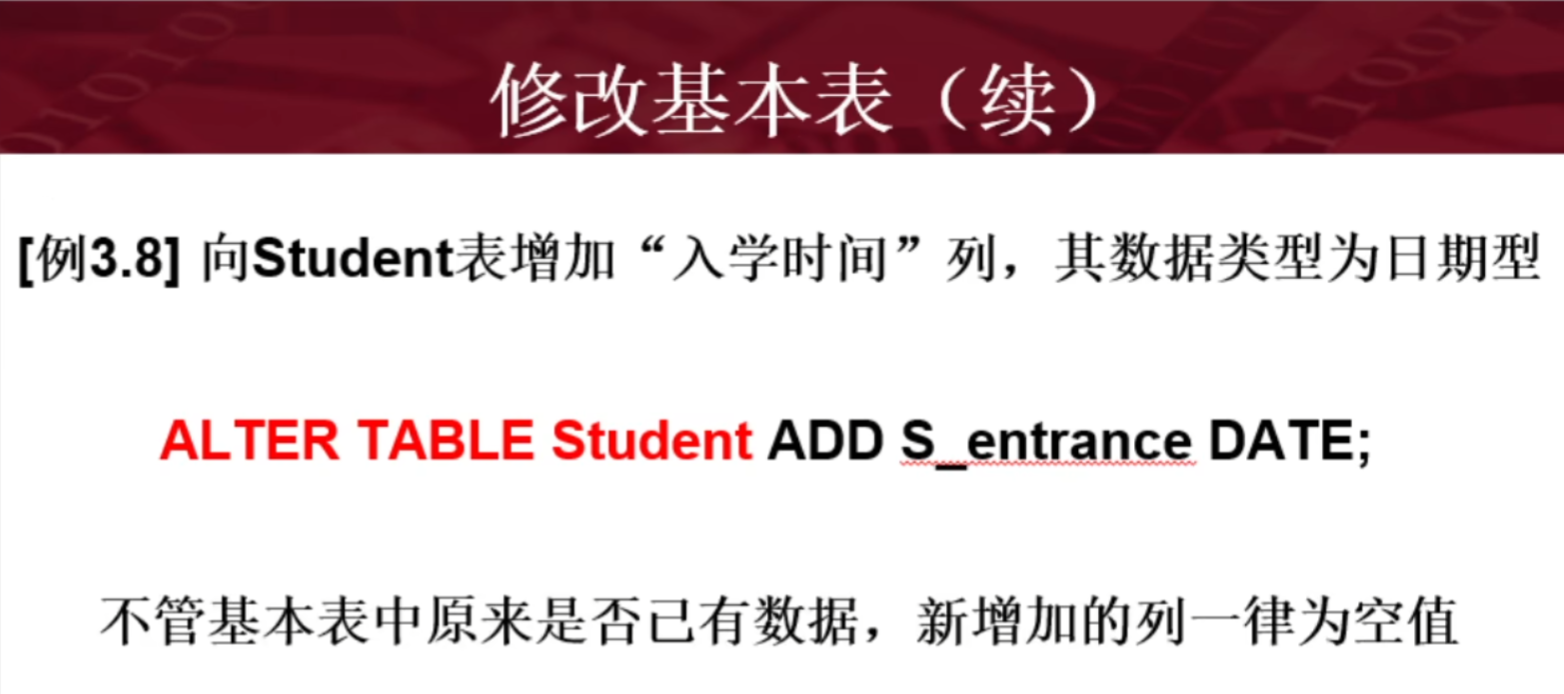 修改基本表（续）
[例3.8] 向Student表增加“入学时间”列，其数据类型为日期型
ALTER TABLE Student ADD S_entrance DATE;
不管基本表中原来是否已有数据，新增加的列一律为空值